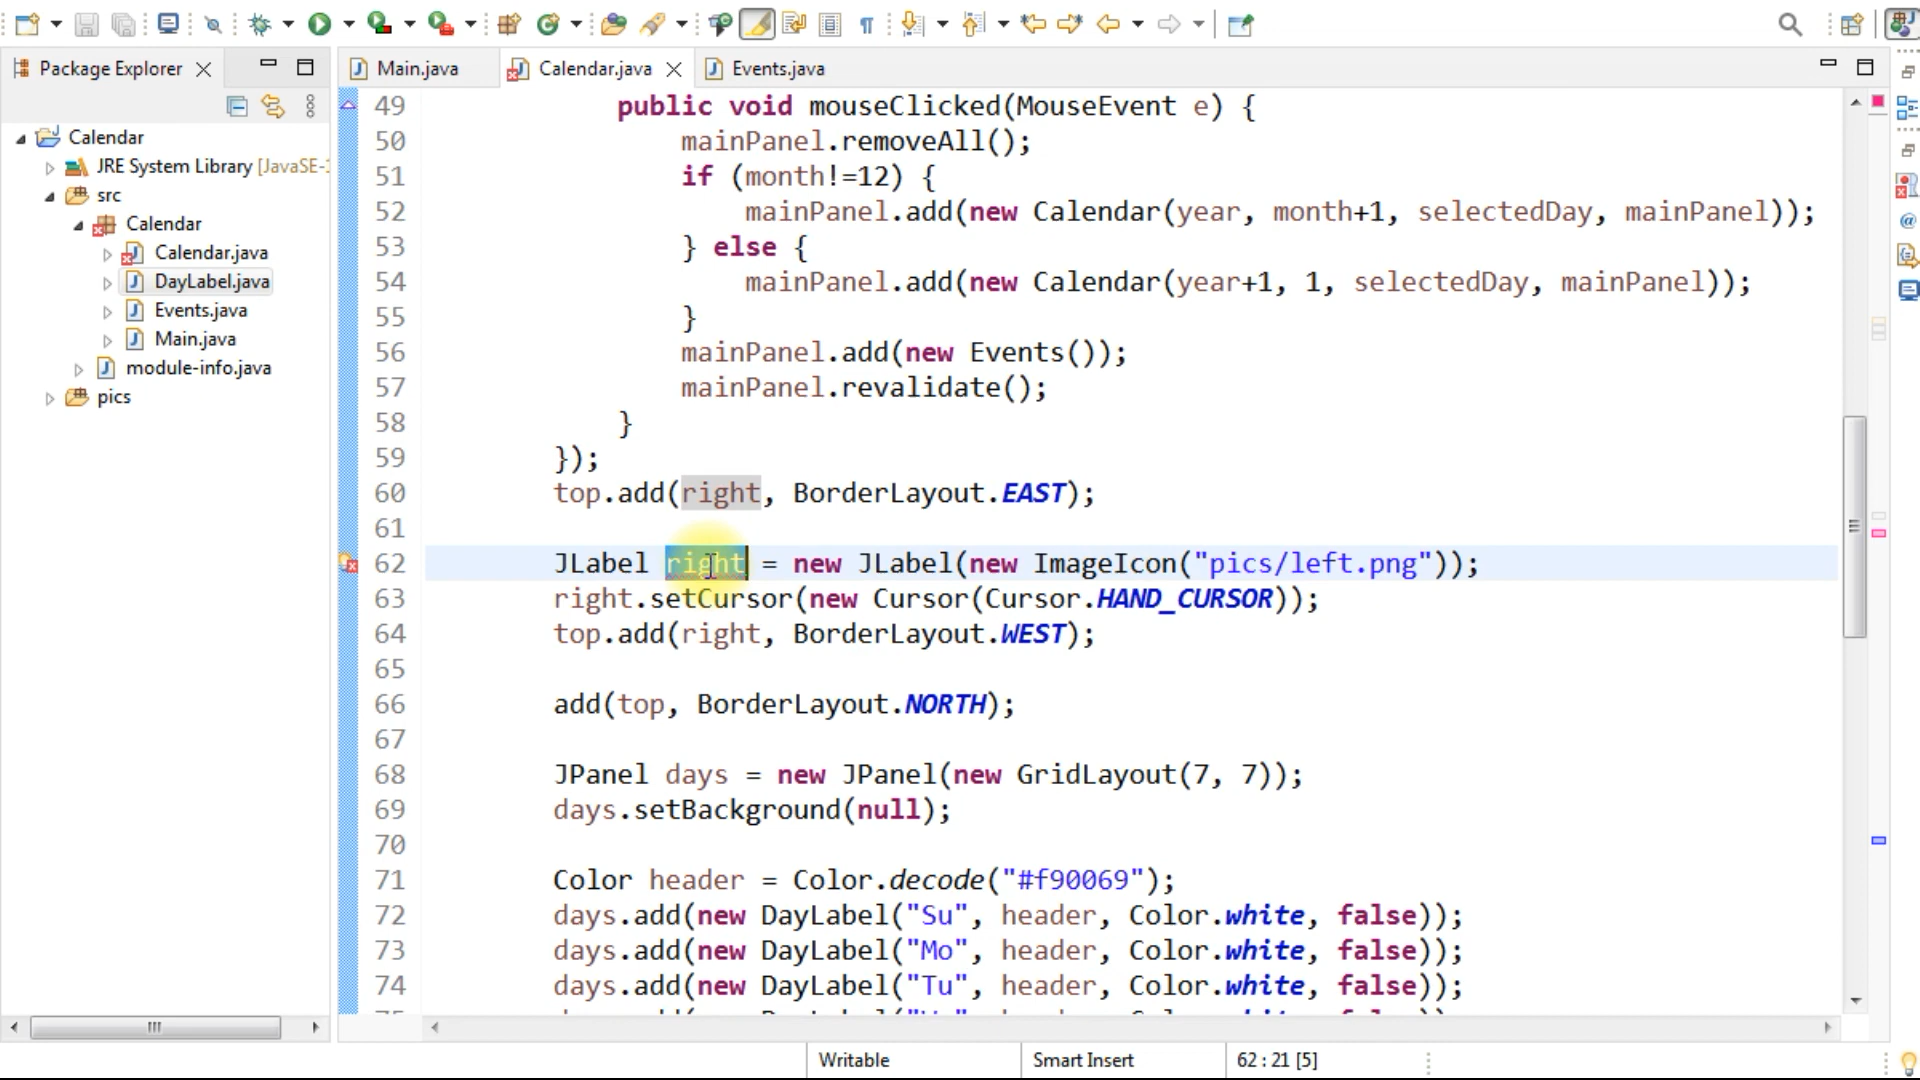 Package Explorer
Calendar
JRE System Library [JavaSE-1
src
Calendar
Calendar.java
DayLabel.java
Events.java
Main.java
module-info.java
pics
Main.java
Calendar.java
Events.java
49 public void mouseClicked(MouseEvent e) {
50 mainPanel.removeAll();
51 if (month!=12) {
52 mainPanel.add(new Calendar(year, month+1, selectedDay, mainPanel));
53 } else {
54 mainPanel.add(new Calendar(year+1, 1, selectedDay, mainPanel));
55 }
56 mainPanel.add(new Events());
57 mainPanel.revalidate();
58 }
59 });
60 top.add(right, BorderLayout.EAST);
61
62 JLabel right = new JLabel(new ImageIcon("pics/left.png"));
63 right.setCursor(new Cursor(Cursor.HAND_CURSOR));
64 top.add(right, BorderLayout.WEST);
65
66 add(top, BorderLayout.NORTH);
67
68 JPanel days = new JPanel(new GridLayout(7, 7));
69 days.setBackground(null);
70
71 Color header = Color.decode("#f90069");
72 days.add(new DayLabel("Su", header, Color.white, false));
73 days.add(new DayLabel("Mo", header, Color.white, false));
74 days.add(new DayLabel("Tu", header, Color.white, false));
Writable
Smart Insert
62 : 21 [5]